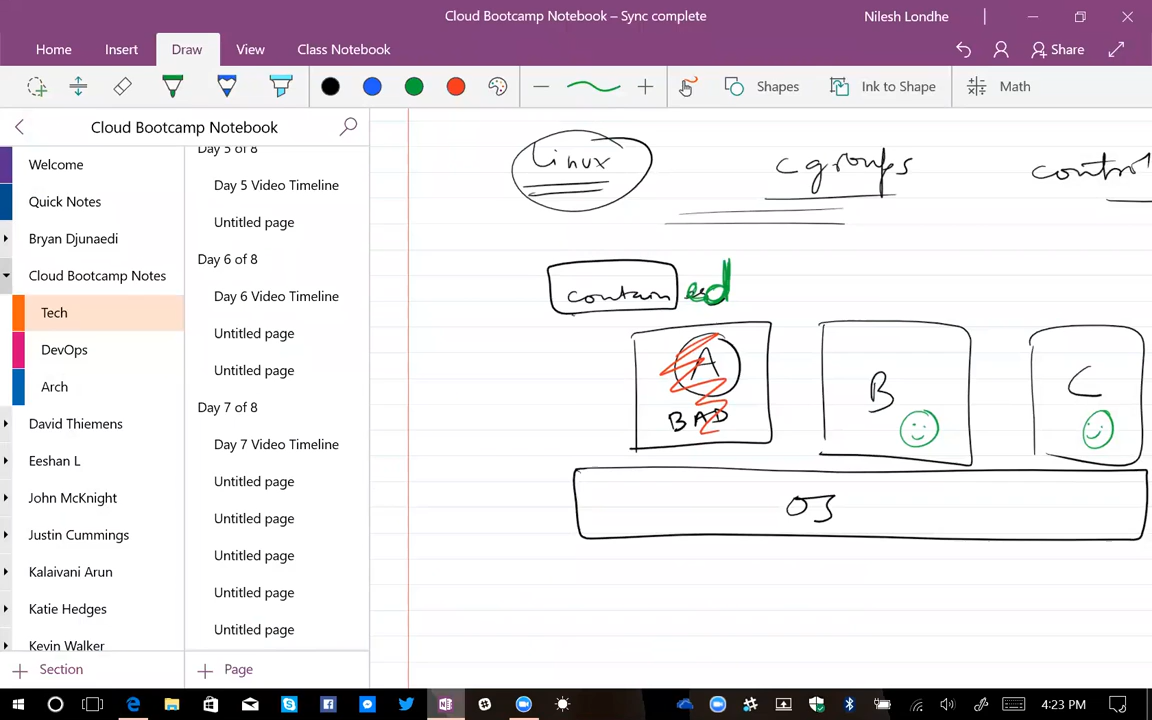 Cloud Bootcamp Notebook – Sync complete
Nilesh Londhe
Home Insert Draw View Class Notebook
Share
Shapes
Ink to Shape
Math
Cloud Bootcamp Notebook
Welcome
Quick Notes
Bryan Djunaedi
Cloud Bootcamp Notes
Tech
DevOps
Arch
David Thiemens
Eeshan L
John McKnight
Justin Cummings
Kalaivani Arun
Katie Hedges
Kevin Walker
Section
Day 5 of 8
Day 5 Video Timeline
Untitled page
Day 6 of 8
Day 6 Video Timeline
Untitled page
Untitled page
Day 7 of 8
Day 7 Video Timeline
Untitled page
Untitled page
Untitled page
Untitled page
Untitled page
Page
Linux cgroups control
contained
A
BAD
B
C
OS
4:23 PM